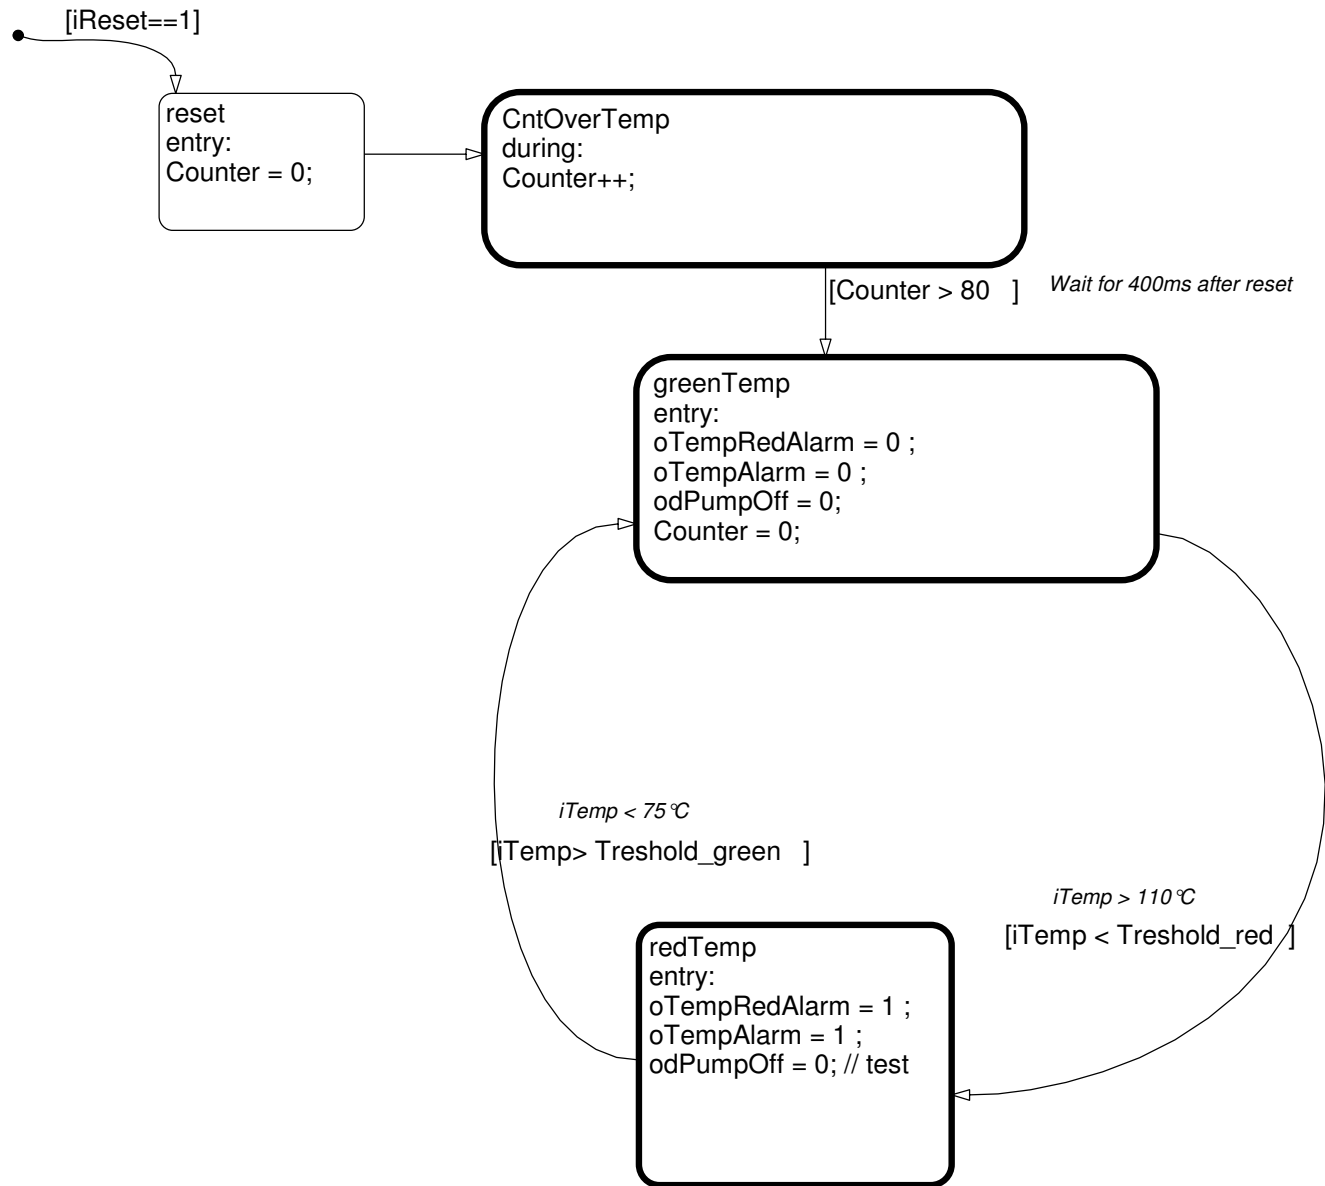 [iReset==1]
reset
entry:
Counter = 0;
CntOverTemp
during:
Counter++;
[Counter > 80 ]
Wait for 400ms after reset
greenTemp
entry:
oTempRedAlarm = 0 ;
oTempAlarm = 0 ;
odPumpOff = 0;
Counter = 0;
iTemp < 75°C
[iTemp> Treshold_green ]
iTemp > 110°C
[iTemp < Treshold_red ]
redTemp
entry:
oTempRedAlarm = 1 ;
oTempAlarm = 1 ;
odPumpOff = 0; // test